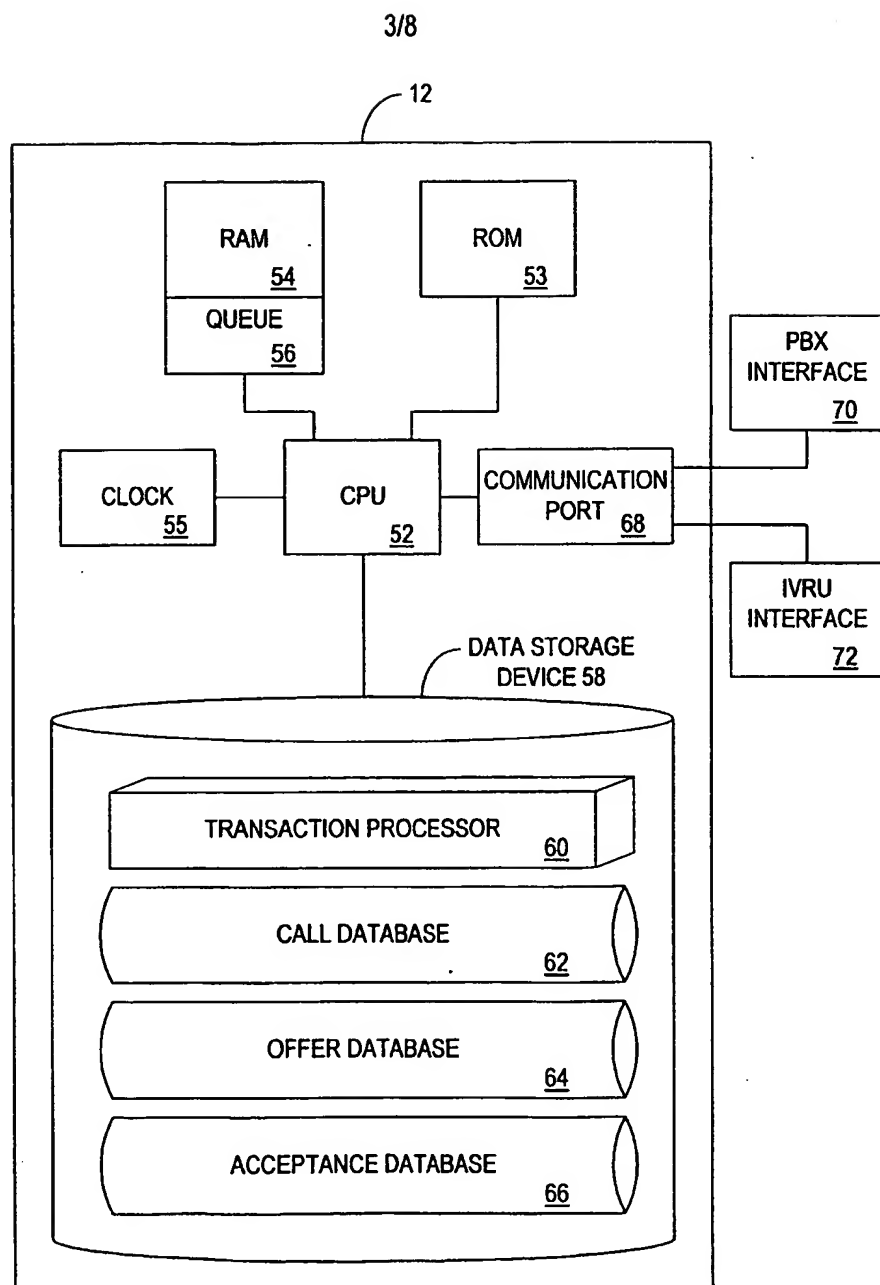 3/8
12
RAM
54
QUEUE
56
ROM
53
PBX
INTERFACE
70
CLOCK
55
CPU
52
COMMUNICATION
PORT
68
IVRU
INTERFACE
72
DATA STORAGE
DEVICE 58
TRANSACTION PROCESSOR
60
CALL DATABASE
62
OFFER DATABASE
64
ACCEPTANCE DATABASE
66